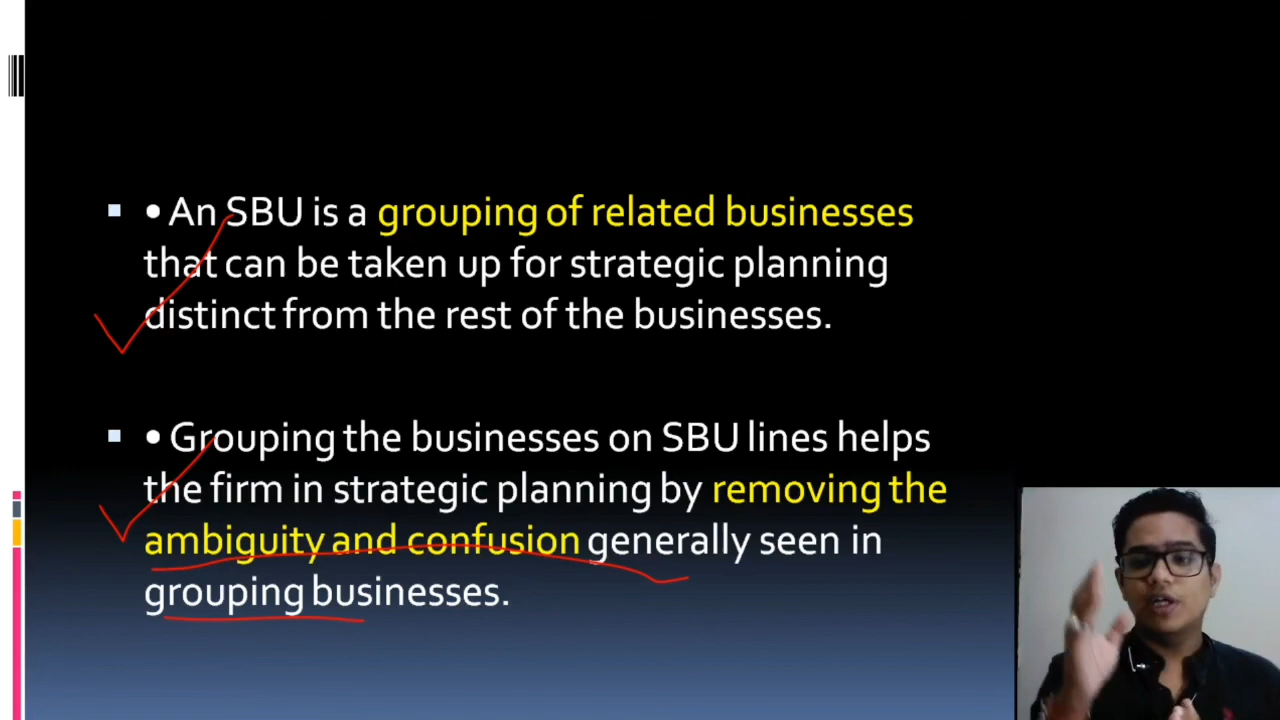 • An SBU is a grouping of related businesses
that can be taken up for strategic planning
distinct from the rest of the businesses.
• Grouping the businesses on SBU lines helps
the firm in strategic planning by removing the
ambiguity and confusion generally seen in
grouping businesses.